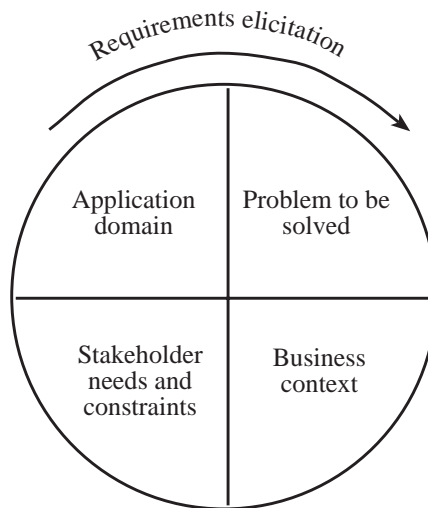 Requirements elicitation
Application
domain
Problem to be
solved
Stakeholder
needs and
constraints
Business
context